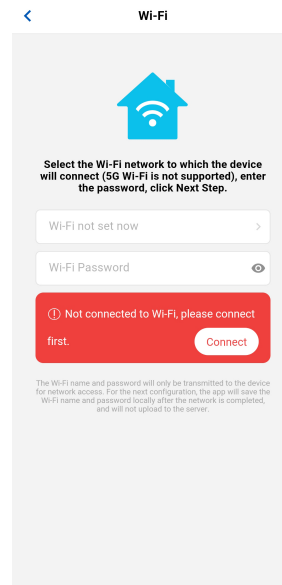 Wi-Fi
Select the Wi-Fi network to which the device
will connect (5G Wi-Fi is not supported), enter
the password, click Next Step.
Wi-Fi not set now
Wi-Fi Password
Not connected to Wi-Fi, please connect
first.
Connect
The Wi-Fi name and password will only be transmitted to the device
for network access. For the next configuration, the app will save the
Wi-Fi name and password locally after the network is completed,
and will not upload to the server.